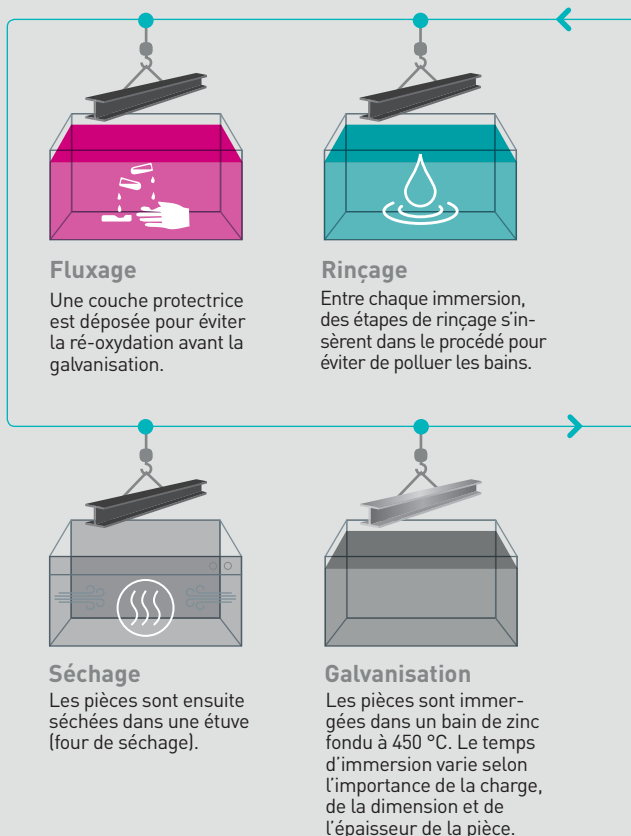 Fluxage
Une couche protectrice
est déposée pour éviter
la ré-oxydation avant la
galvanisation.
Rinçage
Entre chaque immersion,
des étapes de rinçage s'in-
sèrent dans le procédé pour
éviter de polluer les bains.
Séchage
Les pièces sont ensuite
séchées dans une étuve
(four de séchage).
Galvanisation
Les pièces sont immer-
gées dans un bain de zinc
fondu à 450 °C. Le temps
d'immersion varie selon
l'importance de la charge,
de la dimension et de
l'épaisseur de la pièce.